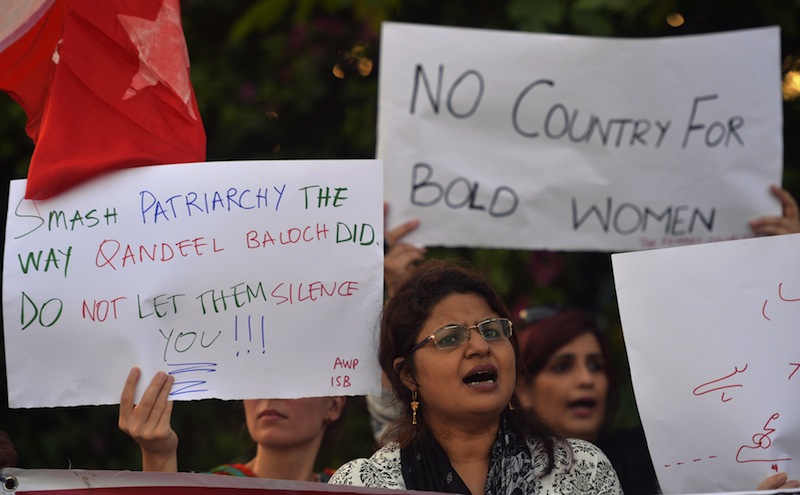 SMASH PATRIARCHY THE
WAY QANDEEL BALOCH DID.
DO NOT LET THEM SILENCE
YOU !!!
AWP
ISB
NO COUNTRY FOR
BOLD WOMEN